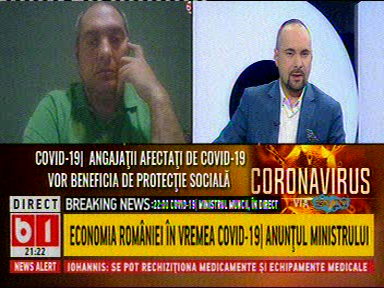 COVID-19| ANGAJAȚII AFECTAȚI DE COVID-19
VOR BENEFICIA DE PROTECȚIE SOCIALĂ
CORONAVIRUS
VIA
DIRECT
BREAKING NEWS
22:00 COVID-19| MINISTRUL MUNCII, ÎN DIRECT
b1
ECONOMIA ROMÂNIEI ÎN VREMEA COVID-19| ANUNȚUL MINISTRULUI
21:22
NEWS ALERT
IOHANNIS: SE POT RECHIZIȚIONA MEDICAMENTE ȘI ECHIPAMENTE MEDICALE